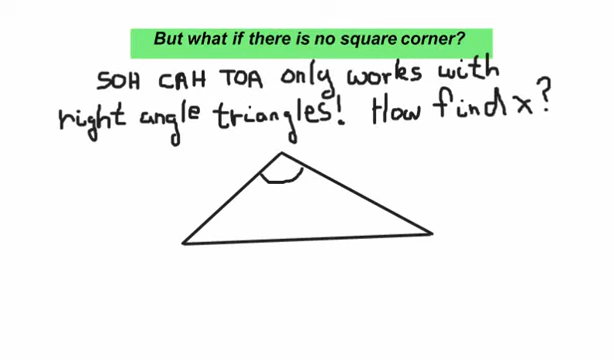 But what if there is no square corner?
SOH CAH TOA only works with
right angle triangles! How find x?